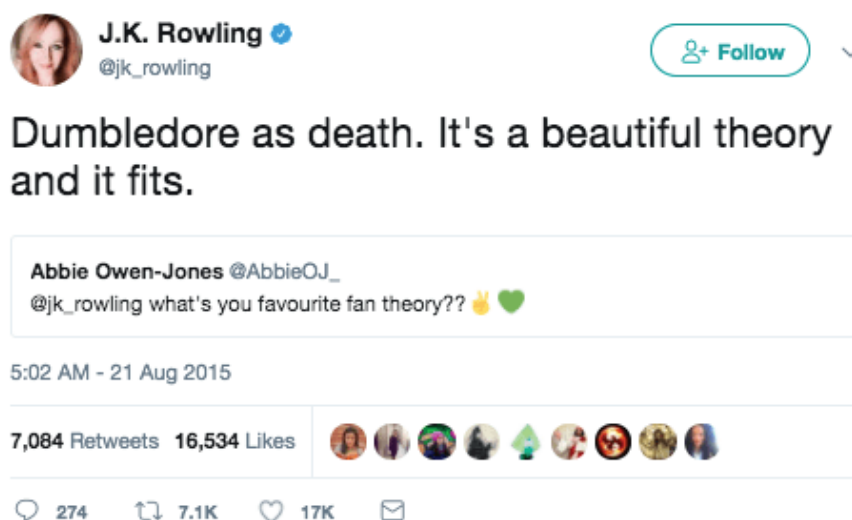 J.K. Rowling
@jk_rowling
Follow
Dumbledore as death. It's a beautiful theory
and it fits.
Abbie Owen-Jones @AbbieOJ_
@jk_rowling what's you favourite fan theory?? ✌️💚
5:02 AM - 21 Aug 2015
7,084 Retweets 16,534 Likes
274 7.1K 17K